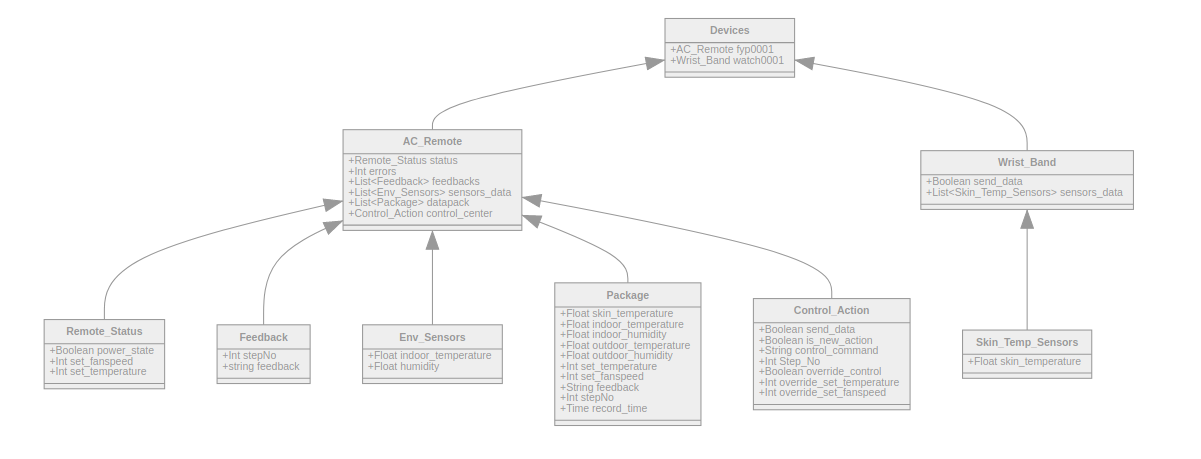 Devices
+AC_Remote fyp0001
+Wrist_Band watch0001
AC_Remote
+Remote_Status status
+Int errors
+List<Feedback> feedbacks
+List<Env_Sensors> sensors_data
+List<Package> datapack
+Control_Action control_center
Wrist_Band
+Boolean send_data
+List<Skin_Temp_Sensors> sensors_data
Remote_Status
+Boolean power_state
+Int set_fanspeed
+Int set_temperature
Feedback
+Int stepNo
+string feedback
Env_Sensors
+Float indoor_temperature
+Float humidity
Package
+Float skin_temperature
+Float indoor_temperature
+Float indoor_humidity
+Float outdoor_temperature
+Float outdoor_humidity
+Int set_temperature
+Int set_fanspeed
+String feedback
+Int stepNo
+Time record_time
Control_Action
+Boolean send_data
+Boolean is_new_action
+String control_command
+Int Step_No
+Boolean override_control
+Int override_set_temperature
+Int override_set_fanspeed
Skin_Temp_Sensors
+Float skin_temperature